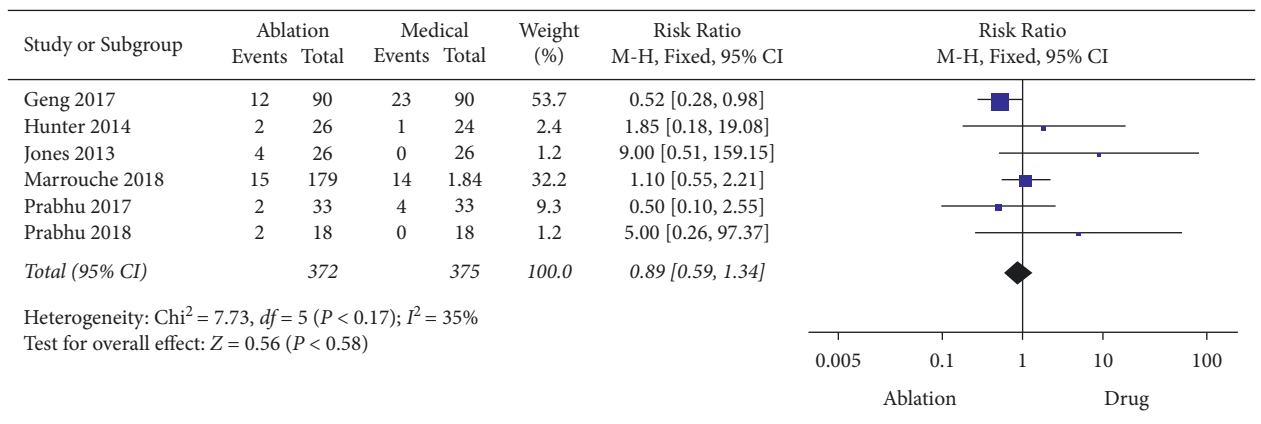 Study or Subgroup Ablation Medical Weight Risk Ratio Risk Ratio
Events Total Events Total (%) M-H, Fixed, 95% CI M-H, Fixed, 95% CI
Geng 2017 12 90 23 90 53.7 0.52 [0.28, 0.98]
Hunter 2014 2 26 1 24 2.4 1.85 [0.18, 19.08]
Jones 2013 4 26 0 26 1.2 9.00 [0.51, 159.15]
Marrouche 2018 15 179 14 1.84 32.2 1.10 [0.55, 2.21]
Prabhu 2017 2 33 4 33 9.3 0.50 [0.10, 2.55]
Prabhu 2018 2 18 0 18 1.2 5.00 [0.26, 97.37]
Total (95% CI) 372 375 100.0 0.89 [0.59, 1.34]
Heterogeneity: Chi² = 7.73, df = 5 (P < 0.17); I² = 35%
Test for overall effect: Z = 0.56 (P < 0.58)
0.005 0.1 1 10 100
Ablation Drug